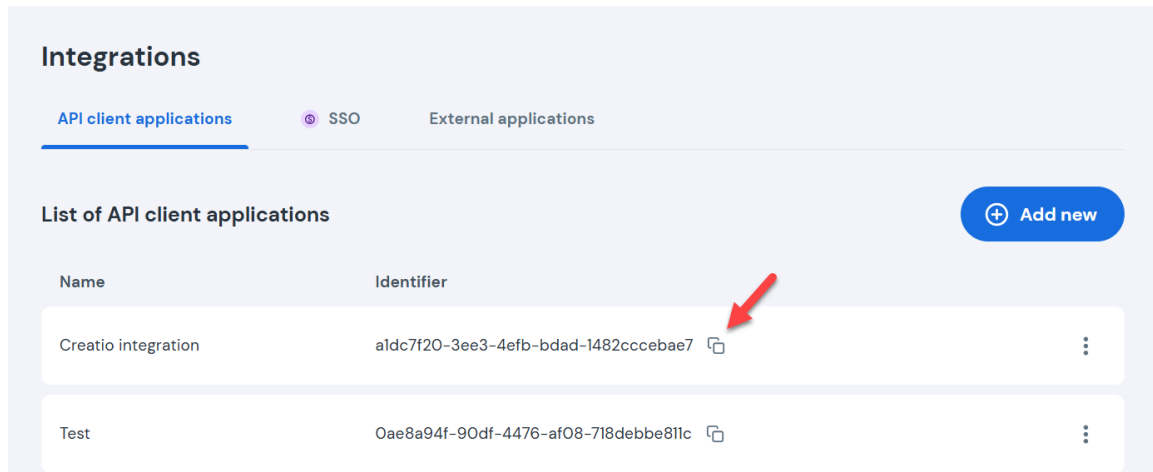 Integrations
API client applications SSO External applications
List of API client applications Add new
Name Identifier
Creatio integration a1dc7f20-3ee3-4efb-bdad-1482cccebae7
Test 0ae8a94f-90df-4476-af08-718debbe811c